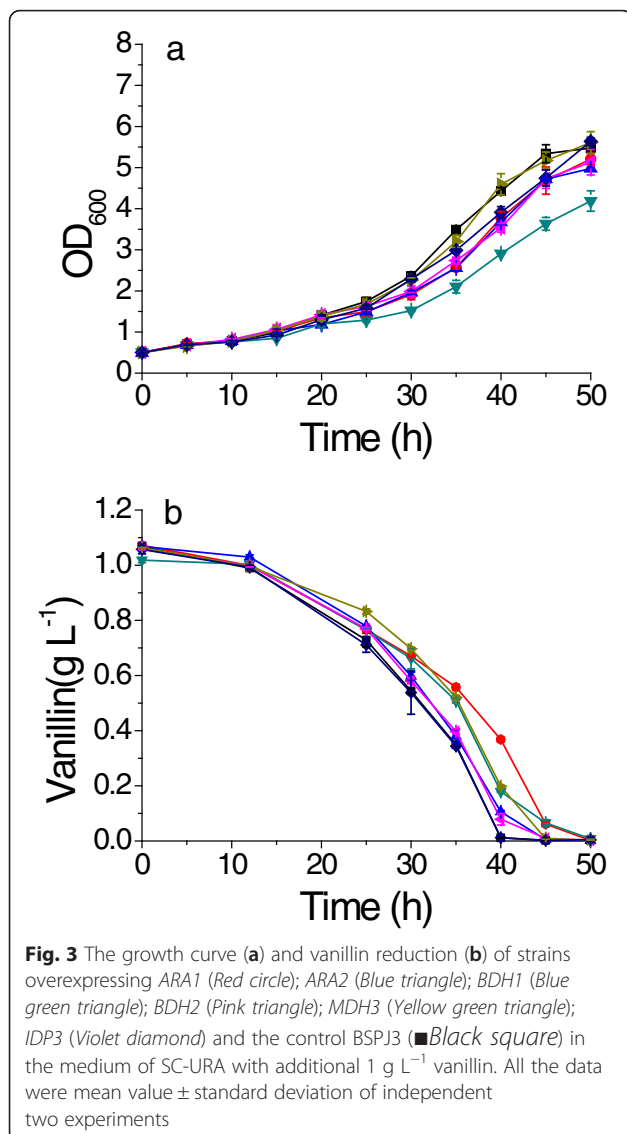 a
8
7
6
5
4
3
2
1
0
OD600
0 10 20 30 40 50
Time (h)
b
1.2
1.0
0.8
0.6
0.4
0.2
0.0
Vanillin(g L-1)
0 10 20 30 40 50
Time (h)
Fig. 3 The growth curve (a) and vanillin reduction (b) of strains
overexpressing ARA1 (Red circle); ARA2 (Blue triangle); BDH1 (Blue
green triangle); BDH2 (Pink triangle); MDH3 (Yellow green triangle);
IDP3 (Violet diamond) and the control BSPJ3 (■Black square) in
the medium of SC-URA with additional 1 g L−1 vanillin. All the data
were mean value ± standard deviation of independent
two experiments